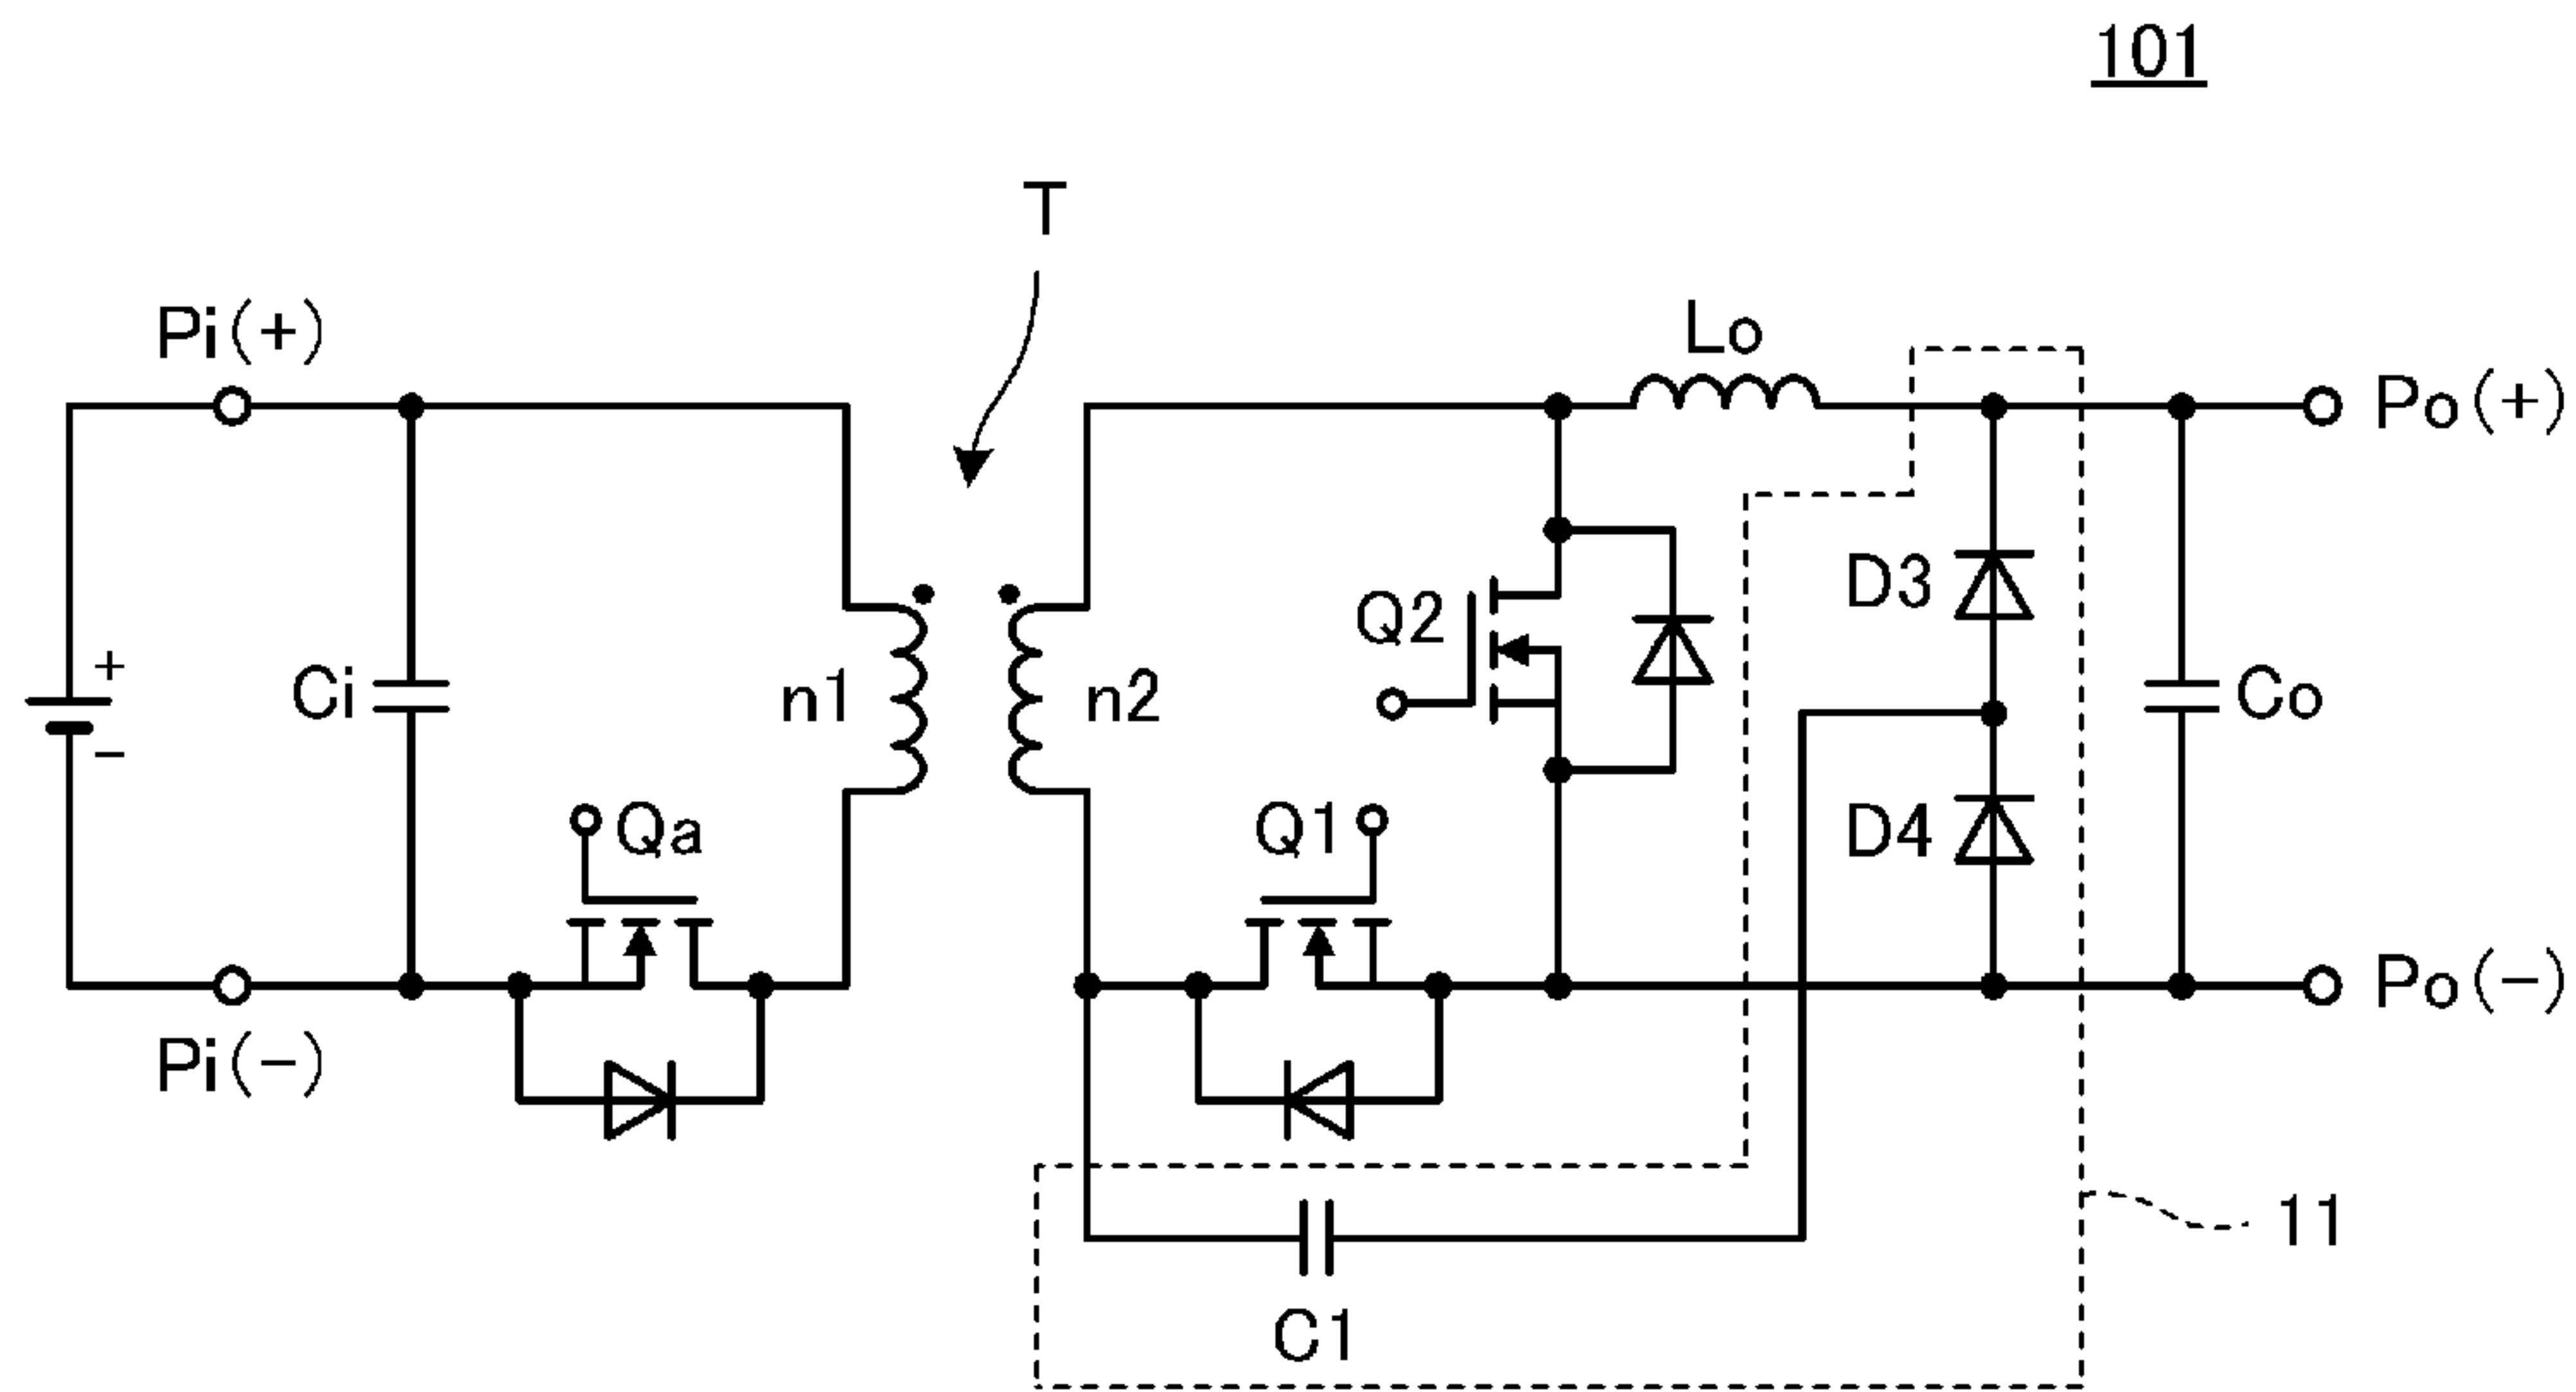 101
T
Lo
Pi(+)
Po(+)
D3
Q2
+
Ci
n1
n2
Co
-
Qa
Q1
D4
Po(-)
Pi(-)
11
C1